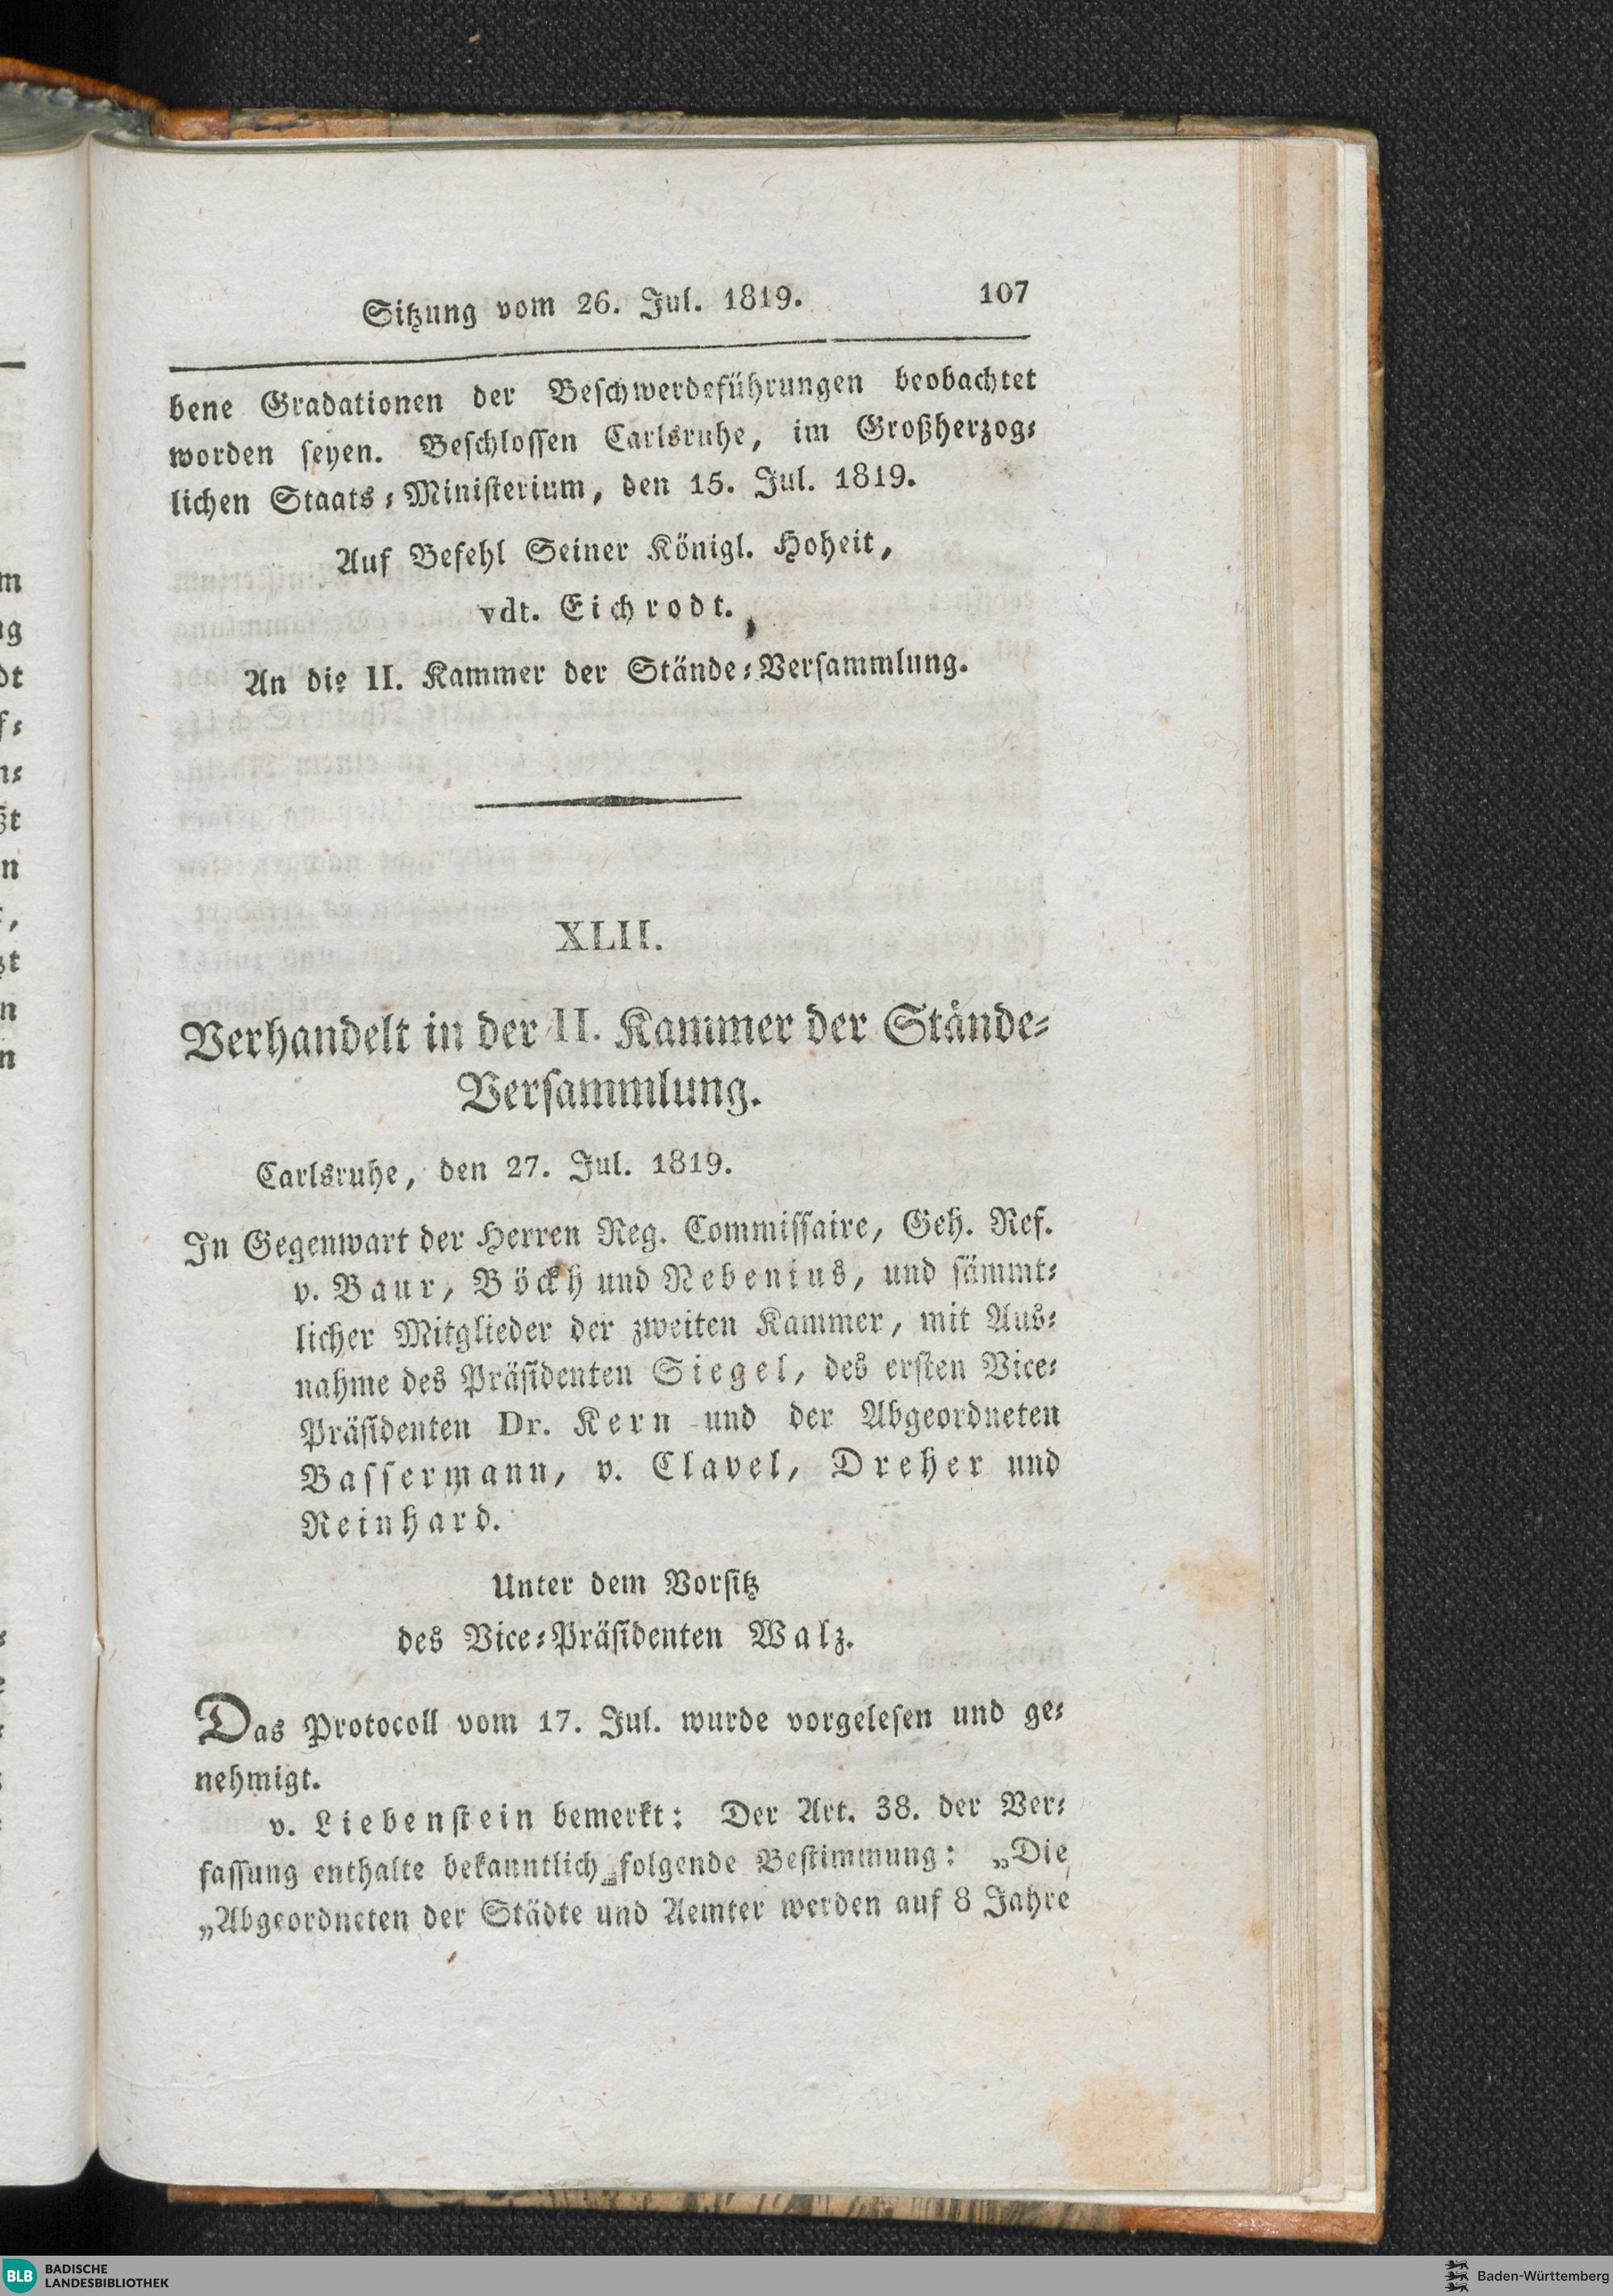 Sitzung vom 26. Jul. 1819. 107
bene Gradationen der Beschwerdeführungen beobachtet
worden seyen. Beschlossen Carlsruhe, im Großherzog-
lichen Staats-Ministerium, den 15. Jul. 1819.
Auf Befehl Seiner Königl. Hoheit,
vdt. Eichrodt.
An die II. Kammer der Stände-Versammlung.
XLII.
Verhandelt in der II. Kammer der Stände-
Versammlung.
Carlsruhe, den 27. Jul. 1819.
In Gegenwart der Herren Reg. Commissaire, Geh. Ref.
v. Baur, Böckh und Nebenius, und sämmt-
licher Mitglieder der zweiten Kammer, mit Aus-
nahme des Präsidenten Siegel, des ersten Vice-
Präsidenten Dr. Kern und der Abgeordneten
Bassermann, v. Clavel, Dreher und
Reinhard.
Unter dem Vorsitz
des Vice-Präsidenten Walz.
Das Protocoll vom 17. Jul. wurde vorgelesen und ge-
nehmigt.
v. Liebenstein bemerkt: Der Art. 38. der Ver-
fassung enthalte bekanntlich folgende Bestimmung: „Die
„Abgeordneten der Städte und Aemter werden auf 8 Jahre
BLB BADISCHE
LANDESBIBLIOTHEK
Baden-Württemberg